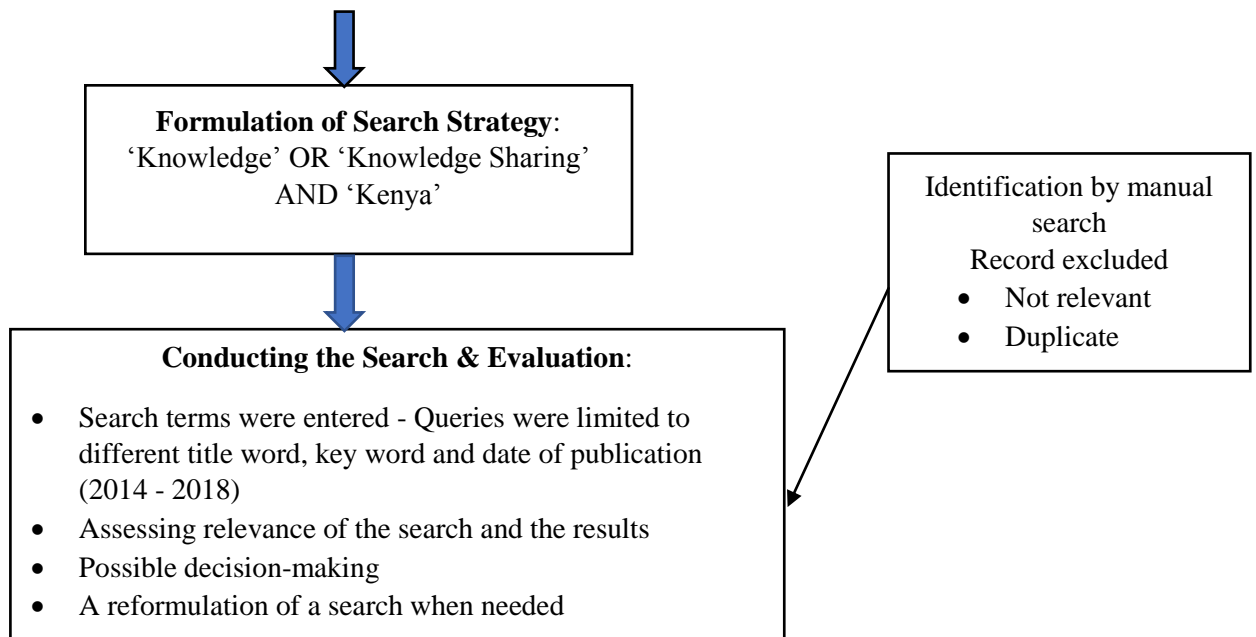 Formulation of Search Strategy:
‘Knowledge’ OR ‘Knowledge Sharing’
AND ‘Kenya’
Identification by manual
search
Record excluded
• Not relevant
• Duplicate
Conducting the Search & Evaluation:
• Search terms were entered - Queries were limited to
different title word, key word and date of publication
(2014 - 2018)
• Assessing relevance of the search and the results
• Possible decision-making
• A reformulation of a search when needed